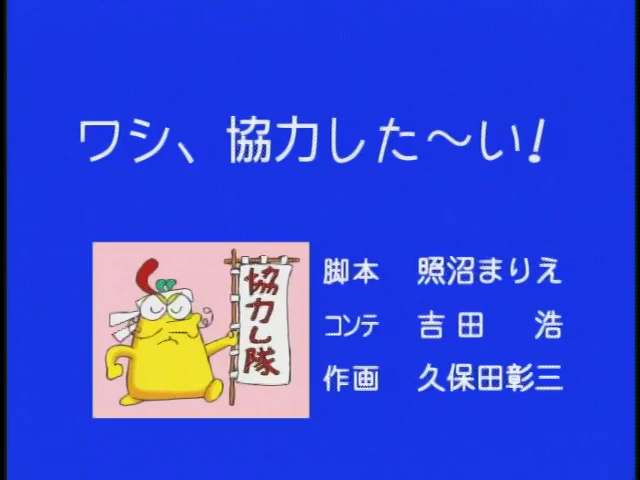 ワシ、協力した～い!
協力し隊
脚本 照沼まりえ
コンテ 吉田 浩
作画 久保田彰三